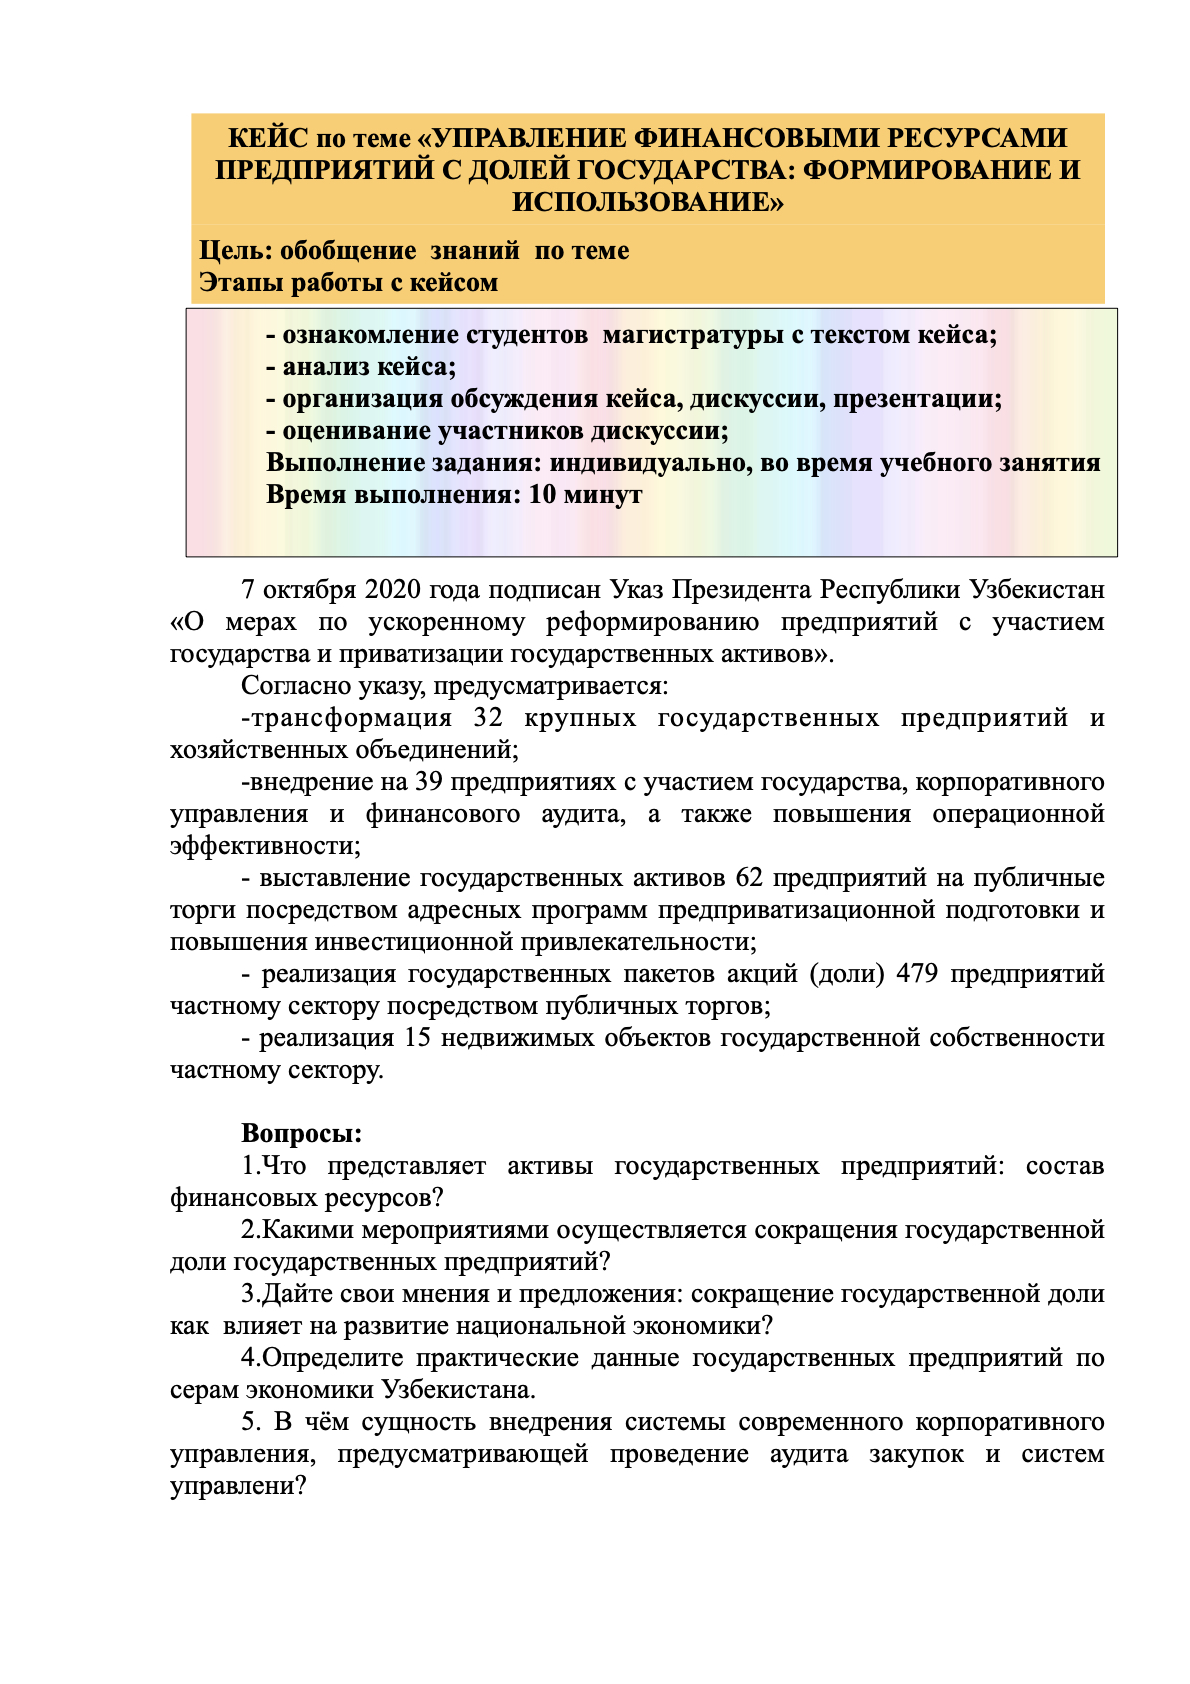 КЕЙС по теме «УПРАВЛЕНИЕ ФИНАНСОВЫМИ РЕСУРСАМИ
ПРЕДПРИЯТИЙ С ДОЛЕЙ ГОСУДАРСТВА: ФОРМИРОВАНИЕ И
ИСПОЛЬЗОВАНИЕ»
Цель: обобщение  знаний  по теме
Этапы работы с кейсом
- ознакомление студентов  магистратуры с текстом кейса;
- анализ кейса;
- организация обсуждения кейса, дискуссии, презентации;
- оценивание участников дискуссии;
Выполнение задания: индивидуально, во время учебного занятия
Время выполнения: 10 минут
7 октября 2020 года подписан Указ Президента Республики Узбекистан
«О мерах по ускоренному реформированию предприятий с участием
государства и приватизации государственных активов».
Согласно указу, предусматривается:
-трансформация 32 крупных государственных предприятий и
хозяйственных объединений;
-внедрение на 39 предприятиях с участием государства, корпоративного
управления и финансового аудита, а также повышения операционной
эффективности;
- выставление государственных активов 62 предприятий на публичные
торги посредством адресных программ предприватизационной подготовки и
повышения инвестиционной привлекательности;
- реализация государственных пакетов акций (доли) 479 предприятий
частному сектору посредством публичных торгов;
- реализация 15 недвижимых объектов государственной собственности
частному сектору.
Вопросы:
1.Что представляет активы государственных предприятий: состав
финансовых ресурсов?
2.Какими мероприятиями осуществляется сокращения государственной
доли государственных предприятий?
3.Дайте свои мнения и предложения: сокращение государственной доли
как  влияет на развитие национальной экономики?
4.Определите практические данные государственных предприятий по
серам экономики Узбекистана.
5. В чём сущность внедрения системы современного корпоративного
управления, предусматривающей проведение аудита закупок и систем
управлени?